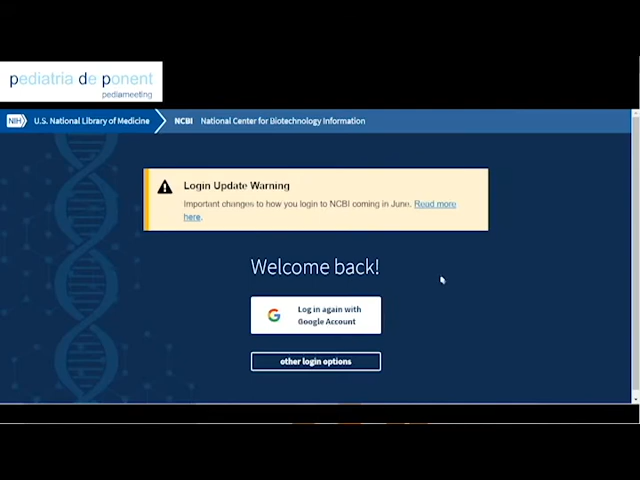 pediatria de ponent
pediameeting
NIH U.S. National Library of Medicine NCBI National Center for Biotechnology Information
Login Update Warning
Important changes to how you login to NCBI coming in June. Read more
here.
Welcome back!
Log in again with
Google Account
other login options